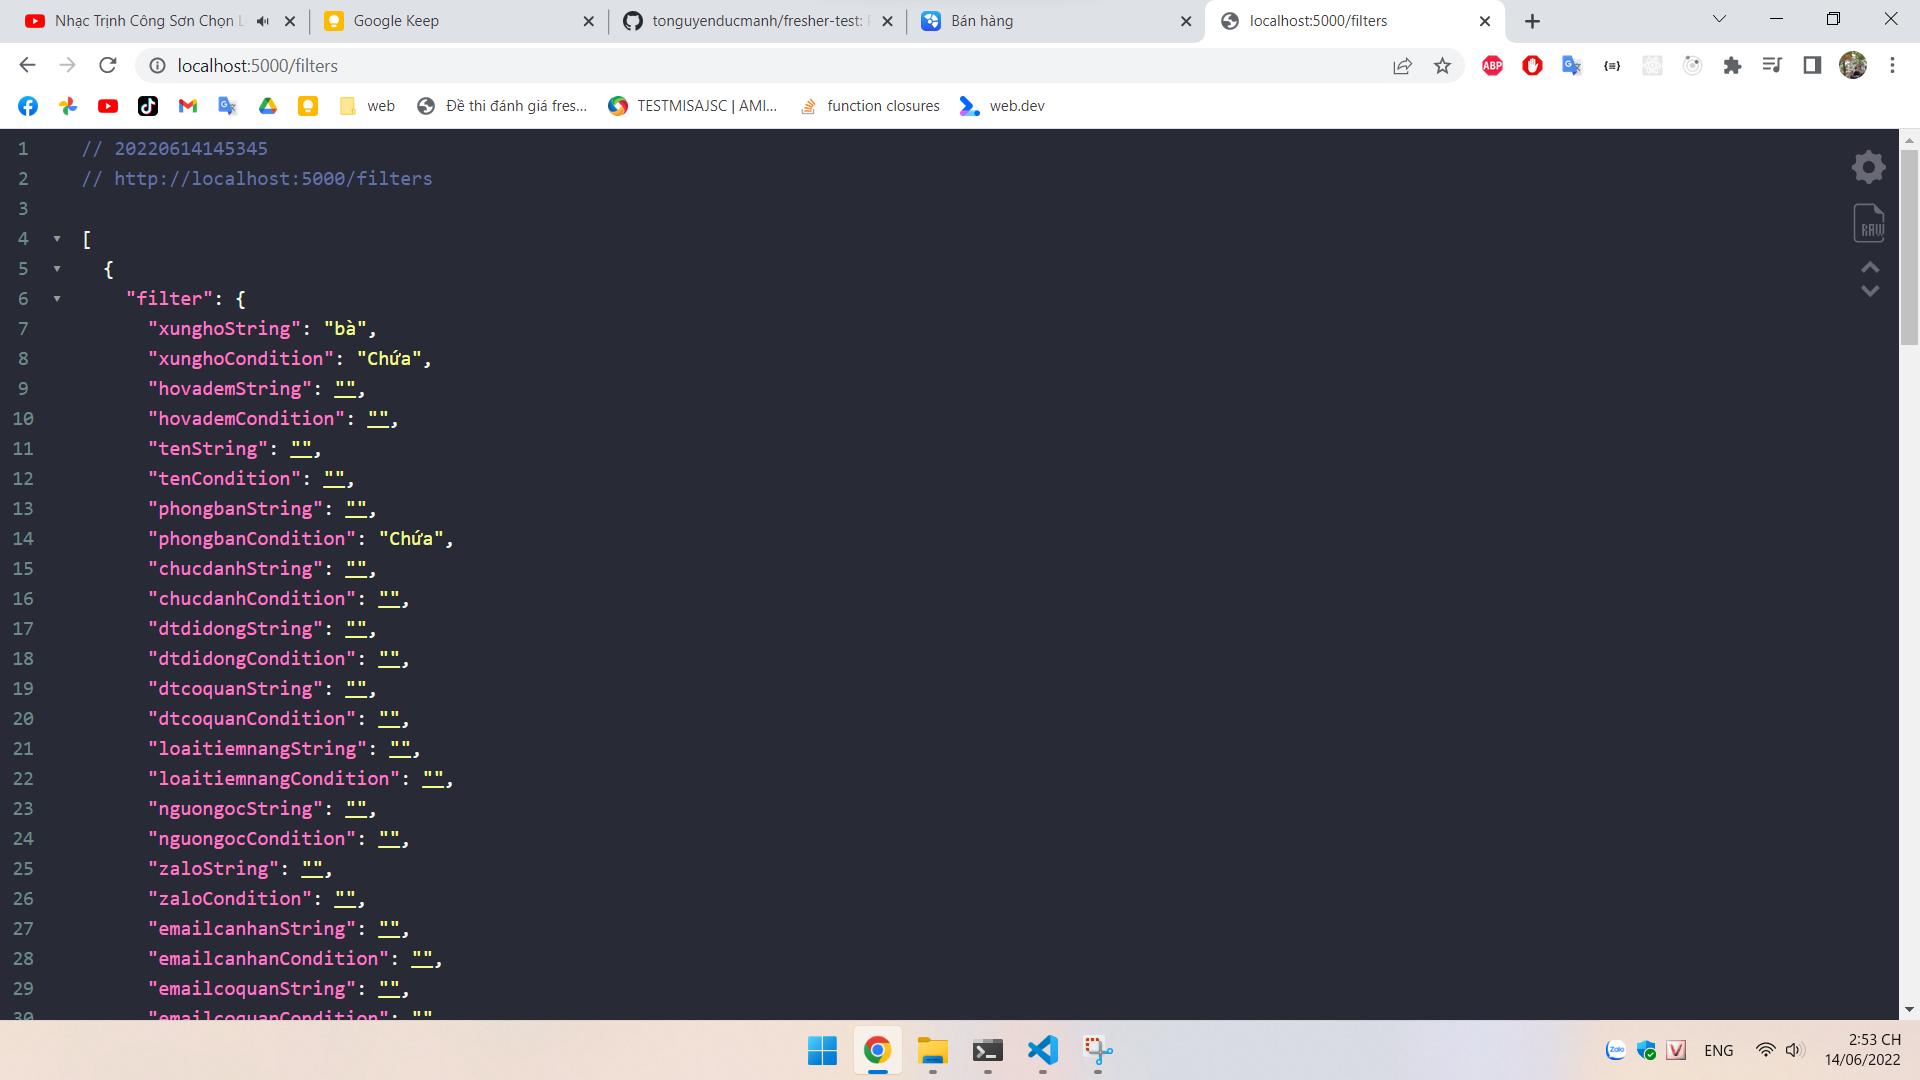 Nhạc Trịnh Công Sơn Chọn L
Google Keep
tonguyenducmanh/fresher-test:
Bán hàng
localhost:5000/filters
localhost:5000/filters
ABP
web
Đề thi đánh giá fres...
TESTMISAJSC | AMI...
function closures
web.dev
1 // 20220614145345
2 // http://localhost:5000/filters
3
4 [
5 {
6 "filter": {
7 "xunghoString": "bà",
8 "xunghoCondition": "Chứa",
9 "hovademString": "",
10 "hovademCondition": "",
11 "tenString": "",
12 "tenCondition": "",
13 "phongbanString": "",
14 "phongbanCondition": "Chứa",
15 "chucdanhString": "",
16 "chucdanhCondition": "",
17 "dtdidongString": "",
18 "dtdidongCondition": "",
19 "dtcoquanString": "",
20 "dtcoquanCondition": "",
21 "loaitiemnangString": "",
22 "loaitiemnangCondition": "",
23 "nguongocString": "",
24 "nguongocCondition": "",
25 "zaloString": "",
26 "zaloCondition": "",
27 "emailcanhanString": "",
28 "emailcanhanCondition": "",
29 "emailcoquanString": "",
30 "emailcoquanCondition": ""
RAW
Zalo
ENG
2:53 CH
14/06/2022